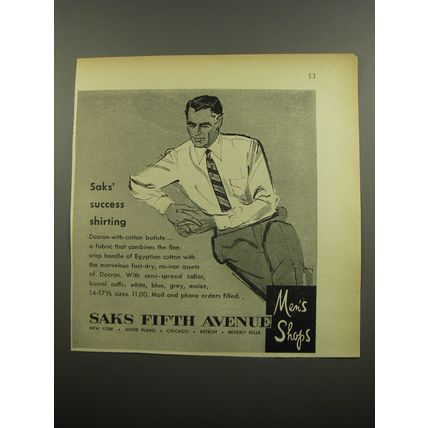 53
Saks'
success
shirting
Dacron-with-cotton batiste...
a fabric that combines the fine
crisp handle of Egyptian cotton with
the marvelous fast-dry, no-iron assets
of Dacron. With semi-spread collar,
barrel cuffs: white, blue, grey, maize,
14-17½ sizes, 11.00. Mail and phone orders filled.
SAKS FIFTH AVENUE
NEW YORK • WHITE PLAINS • CHICAGO • DETROIT • BEVERLY HILLS
Men's
Shops